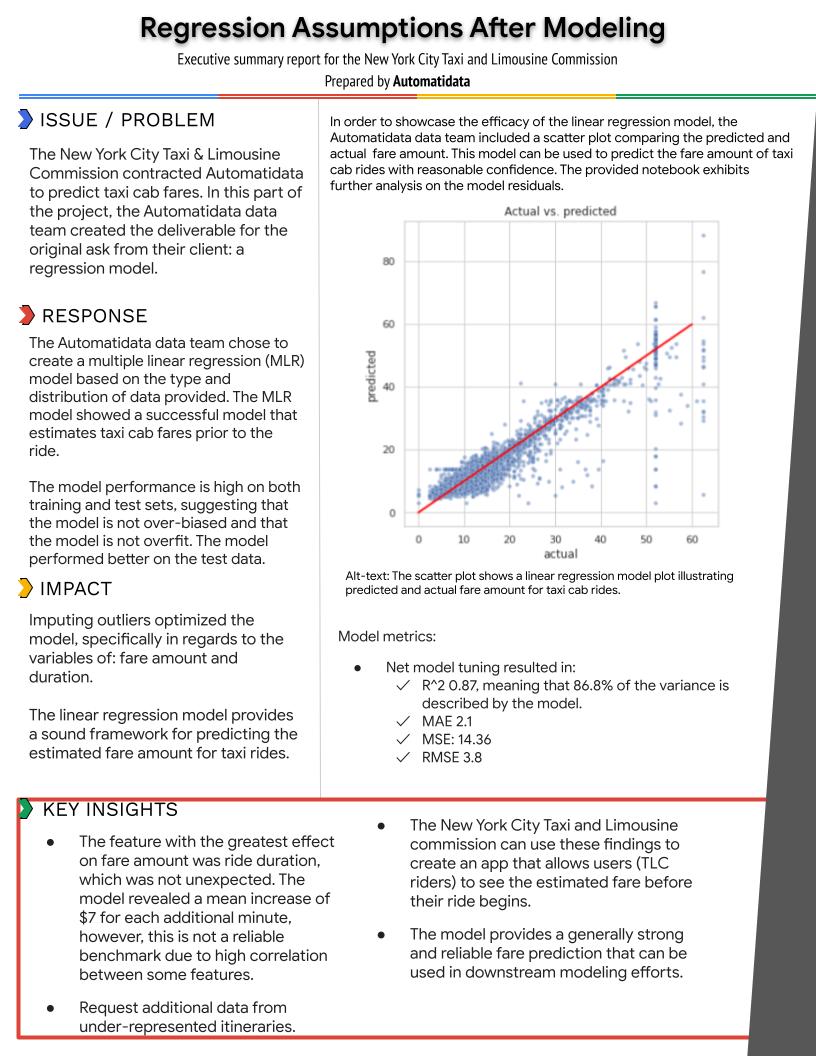 Regression Assumptions After Modeling
Executive summary report for the New York City Taxi and Limousine Commission
Prepared by Automatidata
ISSUE / PROBLEM
The New York City Taxi & Limousine
Commission contracted Automatidata
to predict taxi cab fares. In this part of
the project, the Automatidata data
team created the deliverable for the
original ask from their client: a
regression model.
RESPONSE
The Automatidata data team chose to
create a multiple linear regression (MLR)
model based on the type and
distribution of data provided. The MLR
model showed a successful model that
estimates taxi cab fares prior to the
ride.
The model performance is high on both
training and test sets, suggesting that
the model is not over-biased and that
the model is not overfit. The model
performed better on the test data.
IMPACT
Imputing outliers optimized the
model, specifically in regards to the
variables of: fare amount and
duration.
The linear regression model provides
a sound framework for predicting the
estimated fare amount for taxi rides.
In order to showcase the efficacy of the linear regression model, the
Automatidata data team included a scatter plot comparing the predicted and
actual fare amount. This model can be used to predict the fare amount of taxi
cab rides with reasonable confidence. The provided notebook exhibits
further analysis on the model residuals.
Actual vs. predicted
80
60
40
20
0
predicted
0 10 20 30 40 50 60
actual
Alt-text: The scatter plot shows a linear regression model plot illustrating
predicted and actual fare amount for taxi cab rides.
Model metrics:
● Net model tuning resulted in:
✓ R^2 0.87, meaning that 86.8% of the variance is
described by the model.
✓ MAE 2.1
✓ MSE: 14.36
✓ RMSE 3.8
KEY INSIGHTS
● The feature with the greatest effect
on fare amount was ride duration,
which was not unexpected. The
model revealed a mean increase of
$7 for each additional minute,
however, this is not a reliable
benchmark due to high correlation
between some features.
● Request additional data from
under-represented itineraries.
● The New York City Taxi and Limousine
commission can use these findings to
create an app that allows users (TLC
riders) to see the estimated fare before
their ride begins.
● The model provides a generally strong
and reliable fare prediction that can be
used in downstream modeling efforts.